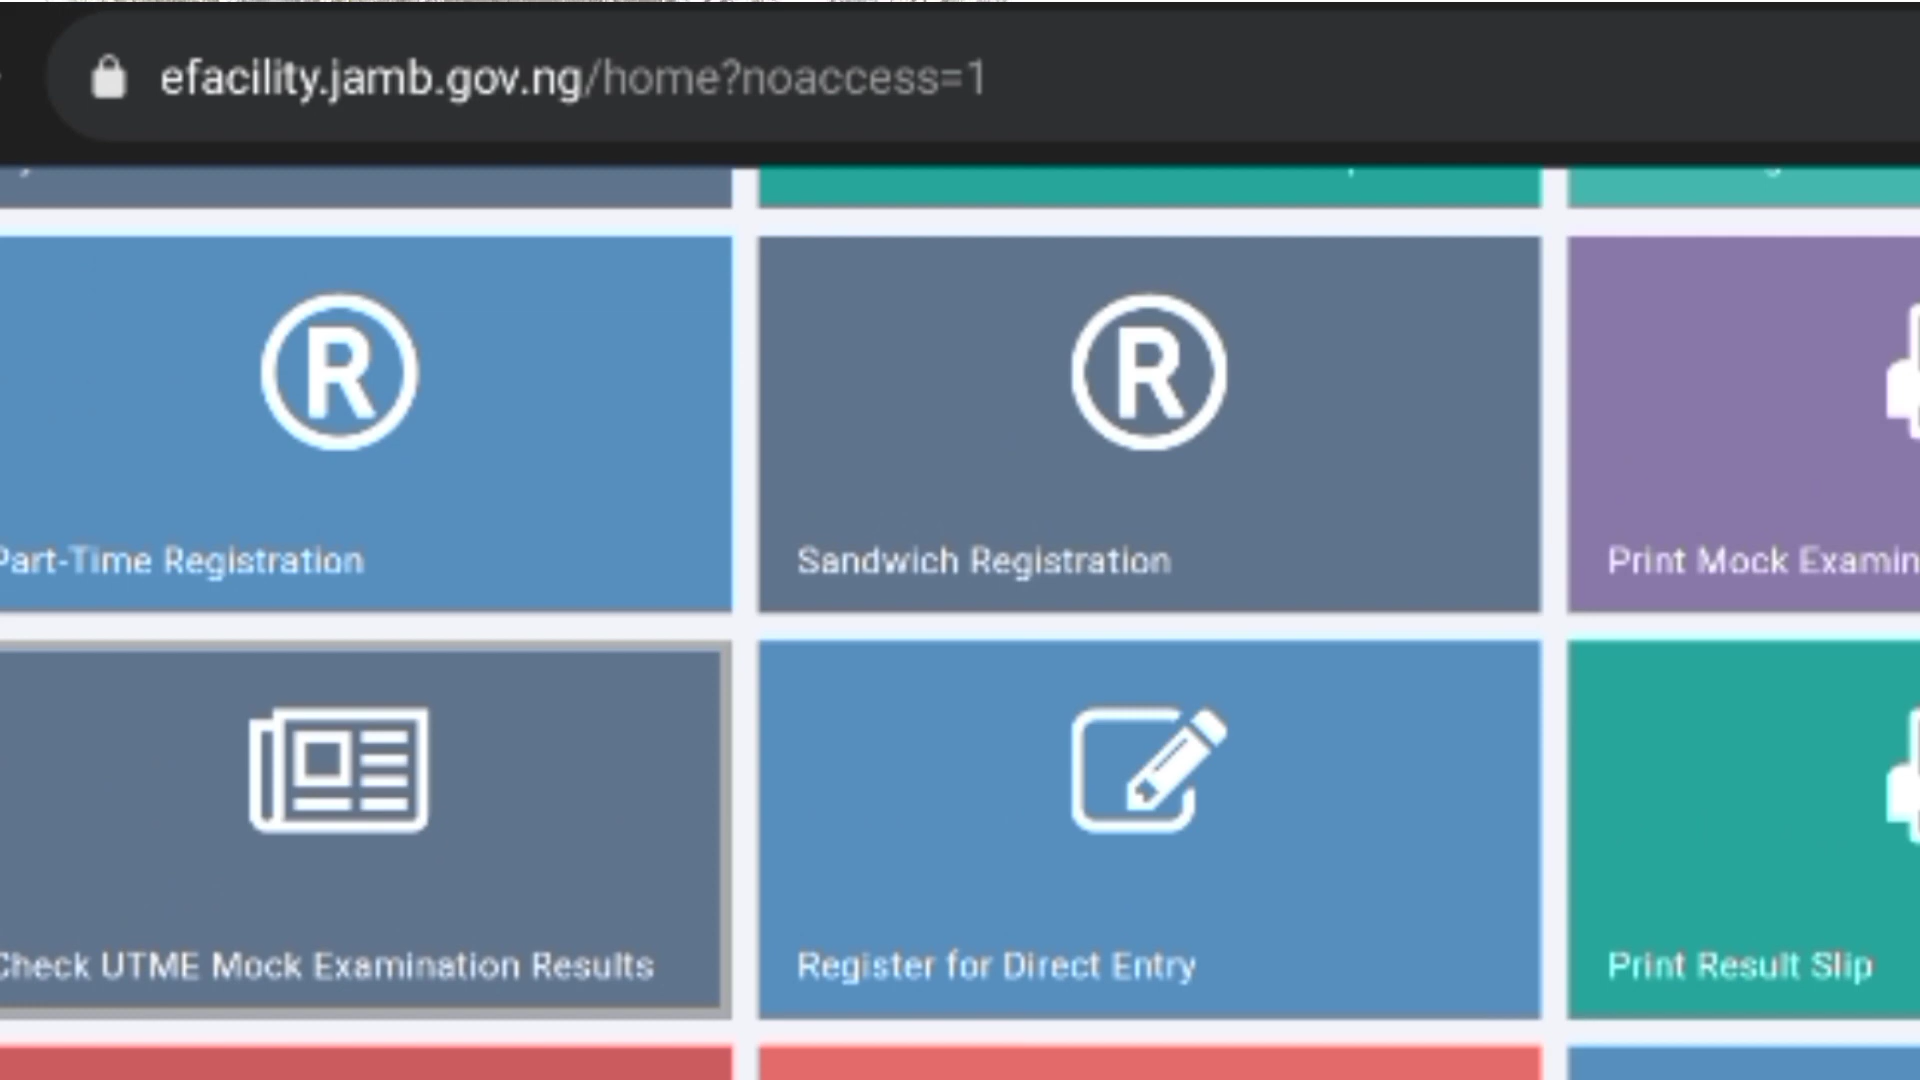 efacility.jamb.gov.ng/home?noaccess=1
R
R
Part-Time Registration
Sandwich Registration
Print Mock Examin
Check UTME Mock Examination Results
Register for Direct Entry
Print Result Slip